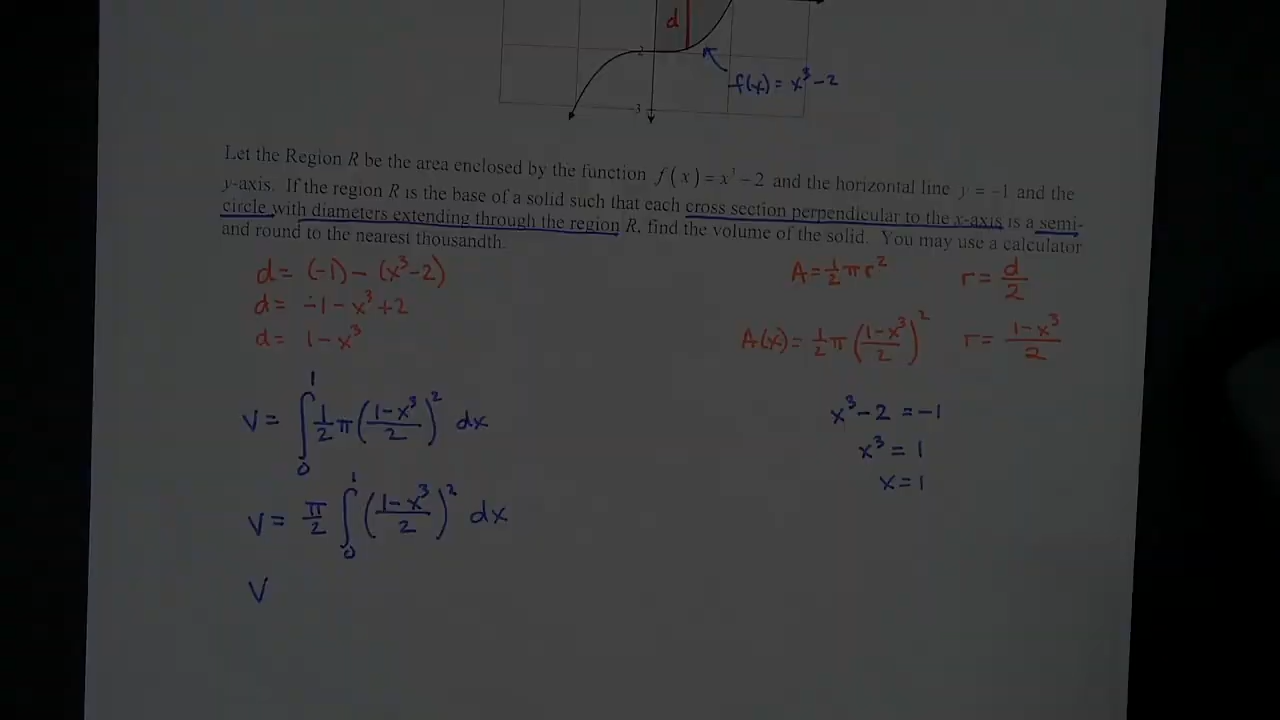 d
2
f(x) = x³ - 2
-3
Let the Region R be the area enclosed by the function f(x) = x³ - 2 and the horizontal line y = -1 and the
y-axis. If the region R is the base of a solid such that each cross section perpendicular to the x-axis is a semi-
circle with diameters extending through the region R, find the volume of the solid. You may use a calculator
and round to the nearest thousandth.
d = (-1) - (x³-2)
A = ½πr² r = d/2
d = -1 - x³ + 2
d = 1 - x³
A(x) = ½π((1-x³)/2)² r = (1-x³)/2
V = ∫₀¹ ½π((1-x³)/2)² dx
x³ - 2 = -1
x³ = 1
x = 1
V = π/2 ∫₀¹ ((1-x³)/2)² dx
V